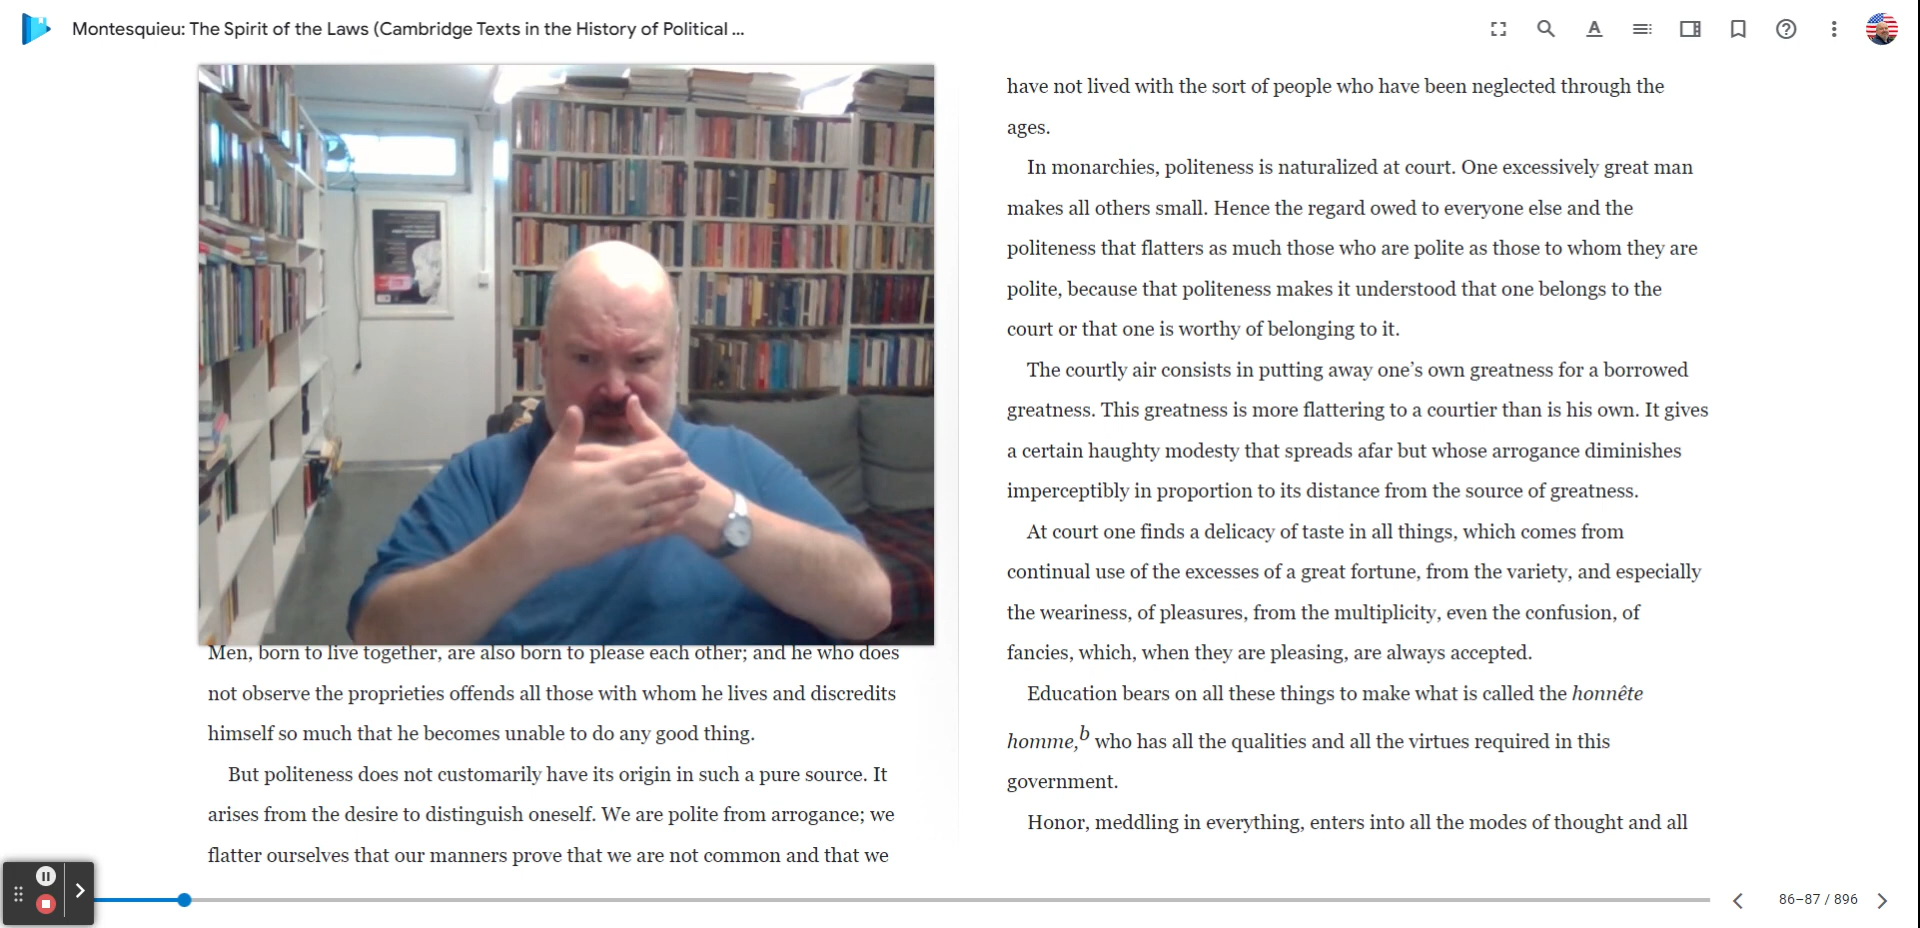 Montesquieu: The Spirit of the Laws (Cambridge Texts in the History of Political ...
Men, born to live together, are also born to please each other; and he who does
not observe the proprieties offends all those with whom he lives and discredits
himself so much that he becomes unable to do any good thing.
But politeness does not customarily have its origin in such a pure source. It
arises from the desire to distinguish oneself. We are polite from arrogance; we
flatter ourselves that our manners prove that we are not common and that we
have not lived with the sort of people who have been neglected through the
ages.
In monarchies, politeness is naturalized at court. One excessively great man
makes all others small. Hence the regard owed to everyone else and the
politeness that flatters as much those who are polite as those to whom they are
polite, because that politeness makes it understood that one belongs to the
court or that one is worthy of belonging to it.
The courtly air consists in putting away one’s own greatness for a borrowed
greatness. This greatness is more flattering to a courtier than is his own. It gives
a certain haughty modesty that spreads afar but whose arrogance diminishes
imperceptibly in proportion to its distance from the source of greatness.
At court one finds a delicacy of taste in all things, which comes from
continual use of the excesses of a great fortune, from the variety, and especially
the weariness, of pleasures, from the multiplicity, even the confusion, of
fancies, which, when they are pleasing, are always accepted.
Education bears on all these things to make what is called the honnête
homme,b who has all the qualities and all the virtues required in this
government.
Honor, meddling in everything, enters into all the modes of thought and all
86–87 / 896